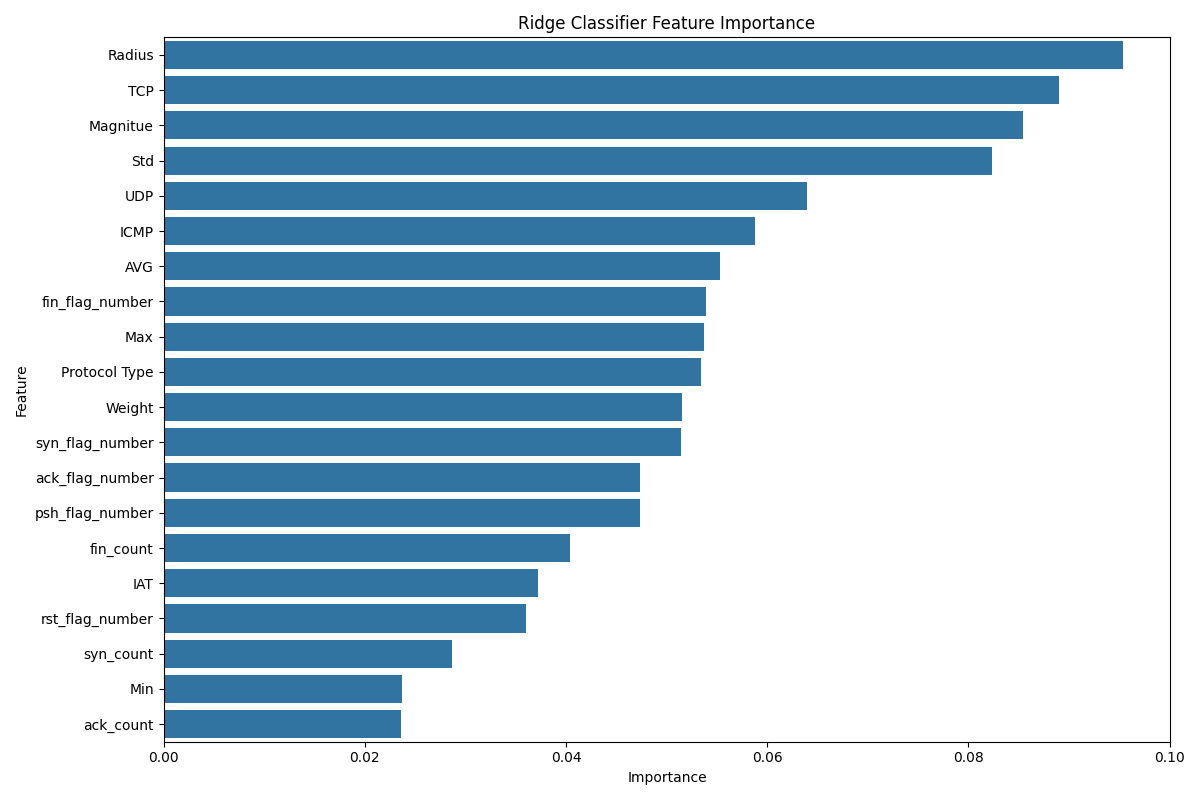 Ridge Classifier Feature Importance
Radius
TCP
Magnitue
Std
UDP
ICMP
AVG
fin_flag_number
Max
Protocol Type
Weight
syn_flag_number
ack_flag_number
psh_flag_number
fin_count
IAT
rst_flag_number
syn_count
Min
ack_count
Feature
0.00 0.02 0.04 0.06 0.08 0.10
Importance